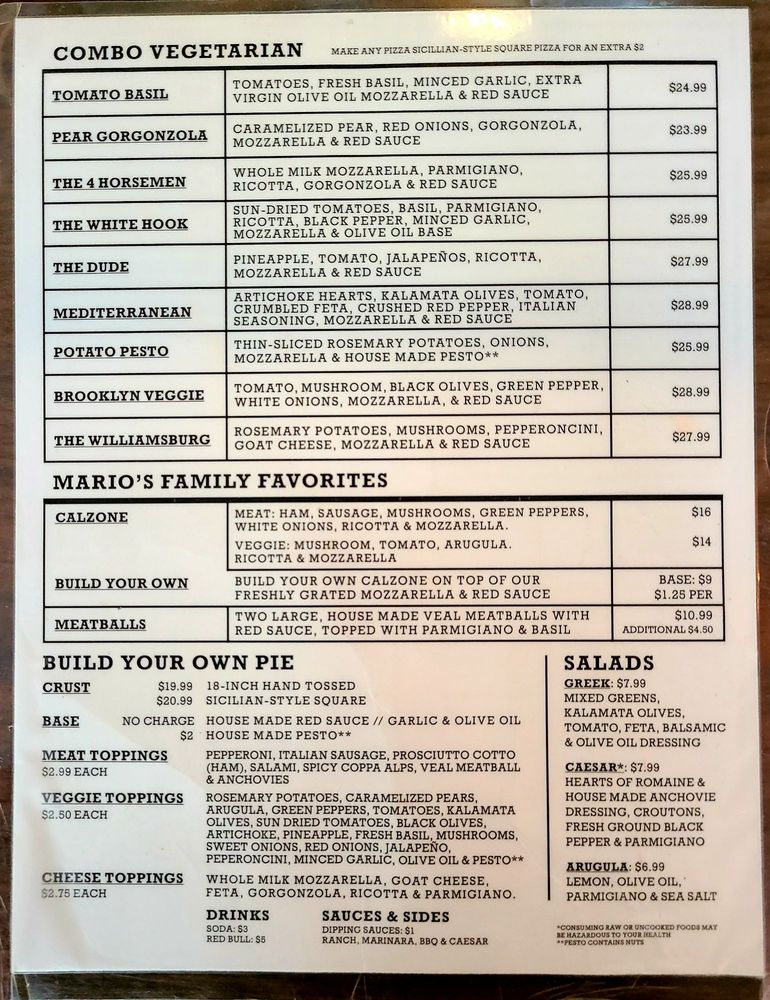 COMBO VEGETARIAN MAKE ANY PIZZA SICILLIAN-STYLE SQUARE PIZZA FOR AN EXTRA $2
TOMATO BASIL
TOMATOES, FRESH BASIL, MINCED GARLIC, EXTRA
VIRGIN OLIVE OIL MOZZARELLA & RED SAUCE
$24.99
PEAR GORGONZOLA
CARAMELIZED PEAR, RED ONIONS, GORGONZOLA,
MOZZARELLA & RED SAUCE
$23.99
THE 4 HORSEMEN
WHOLE MILK MOZZARELLA, PARMIGIANO,
RICOTTA, GORGONZOLA & RED SAUCE
$25.99
THE WHITE HOOK
SUN-DRIED TOMATOES, BASIL, PARMIGIANO,
RICOTTA, BLACK PEPPER, MINCED GARLIC,
MOZZARELLA & OLIVE OIL BASE
$25.99
THE DUDE
PINEAPPLE, TOMATO, JALAPEÑOS, RICOTTA,
MOZZARELLA & RED SAUCE
$27.99
MEDITERRANEAN
ARTICHOKE HEARTS, KALAMATA OLIVES, TOMATO,
CRUMBLED FETA, CRUSHED RED PEPPER, ITALIAN
SEASONING, MOZZARELLA & RED SAUCE
$28.99
POTATO PESTO
THIN-SLICED ROSEMARY POTATOES, ONIONS,
MOZZARELLA & HOUSE MADE PESTO**
$25.99
BROOKLYN VEGGIE
TOMATO, MUSHROOM, BLACK OLIVES, GREEN PEPPER,
WHITE ONIONS, MOZZARELLA, & RED SAUCE
$28.99
THE WILLIAMSBURG
ROSEMARY POTATOES, MUSHROOMS, PEPPERONCINI,
GOAT CHEESE, MOZZARELLA & RED SAUCE
$27.99
MARIO'S FAMILY FAVORITES
CALZONE
MEAT: HAM, SAUSAGE, MUSHROOMS, GREEN PEPPERS,
WHITE ONIONS, RICOTTA & MOZZARELLA.
$16
VEGGIE: MUSHROOM, TOMATO, ARUGULA.
RICOTTA & MOZZARELLA
$14
BUILD YOUR OWN
BUILD YOUR OWN CALZONE ON TOP OF OUR
FRESHLY GRATED MOZZARELLA & RED SAUCE
BASE: $9
$1.25 PER
MEATBALLS
TWO LARGE, HOUSE MADE VEAL MEATBALLS WITH
RED SAUCE, TOPPED WITH PARMIGIANO & BASIL
$10.99
ADDITIONAL $4.50
BUILD YOUR OWN PIE
CRUST $19.99 18-INCH HAND TOSSED
$20.99 SICILIAN-STYLE SQUARE
BASE NO CHARGE HOUSE MADE RED SAUCE // GARLIC & OLIVE OIL
$2 HOUSE MADE PESTO**
MEAT TOPPINGS
$2.99 EACH
PEPPERONI, ITALIAN SAUSAGE, PROSCIUTTO COTTO
(HAM), SALAMI, SPICY COPPA ALPS, VEAL MEATBALL
& ANCHOVIES
VEGGIE TOPPINGS
$2.50 EACH
ROSEMARY POTATOES, CARAMELIZED PEARS,
ARUGULA, GREEN PEPPERS, TOMATOES, KALAMATA
OLIVES, SUN DRIED TOMATOES, BLACK OLIVES,
ARTICHOKE, PINEAPPLE, FRESH BASIL, MUSHROOMS,
SWEET ONIONS, RED ONIONS, JALAPEÑO,
PEPERONCINI, MINCED GARLIC, OLIVE OIL & PESTO**
CHEESE TOPPINGS
$2.75 EACH
WHOLE MILK MOZZARELLA, GOAT CHEESE,
FETA, GORGONZOLA, RICOTTA & PARMIGIANO.
DRINKS
SODA: $3
RED BULL: $5
SAUCES & SIDES
DIPPING SAUCES: $1
RANCH, MARINARA, BBQ & CAESAR
SALADS
GREEK: $7.99
MIXED GREENS,
KALAMATA OLIVES,
TOMATO, FETA, BALSAMIC
& OLIVE OIL DRESSING
CAESAR*: $7.99
HEARTS OF ROMAINE &
HOUSE MADE ANCHOVIE
DRESSING, CROUTONS,
FRESH GROUND BLACK
PEPPER & PARMIGIANO
ARUGULA: $6.99
LEMON, OLIVE OIL,
PARMIGIANO & SEA SALT
*CONSUMING RAW OR UNCOOKED FOODS MAY
BE HAZARDOUS TO YOUR HEALTH
**PESTO CONTAINS NUTS